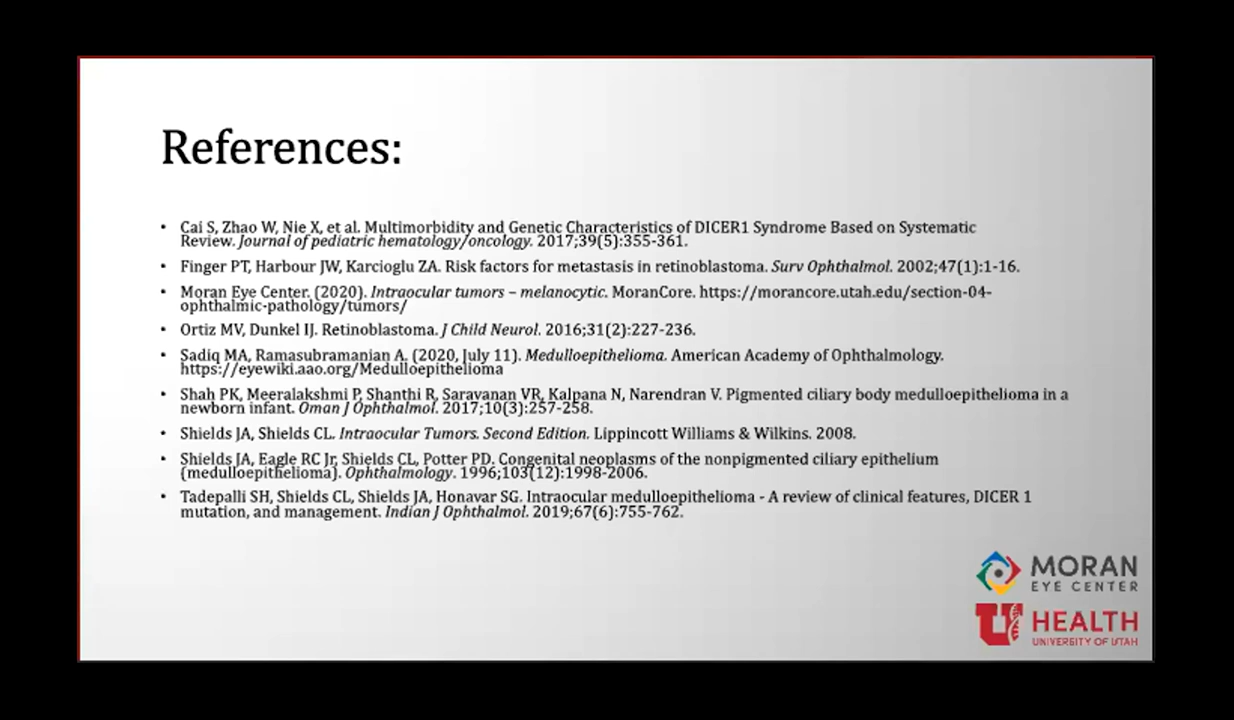 References:
• Cai S, Zhao W, Nie X, et al. Multimorbidity and Genetic Characteristics of DICER1 Syndrome Based on Systematic
Review. Journal of pediatric hematology/oncology. 2017;39(5):355-361.
• Finger PT, Harbour JW, Karcioglu ZA. Risk factors for metastasis in retinoblastoma. Surv Ophthalmol. 2002;47(1):1-16.
• Moran Eye Center. (2020). Intraocular tumors – melanocytic. MoranCore. https://morancore.utah.edu/section-04-
ophthalmic-pathology/tumors/
• Ortiz MV, Dunkel IJ. Retinoblastoma. J Child Neurol. 2016;31(2):227-236.
• Sadiq MA, Ramasubramanian A. (2020, July 11). Medulloepithelioma. American Academy of Ophthalmology.
https://eyewiki.aao.org/Medulloepithelioma
• Shah PK, Meeralakshmi P, Shanthi R, Saravanan VR, Kalpana N, Narendran V. Pigmented ciliary body medulloepithelioma in a
newborn infant. Oman J Ophthalmol. 2017;10(3):257-258.
• Shields JA, Shields CL. Intraocular Tumors. Second Edition. Lippincott Williams & Wilkins. 2008.
• Shields JA, Eagle RC Jr, Shields CL, Potter PD. Congenital neoplasms of the nonpigmented ciliary epithelium
(medulloepithelioma). Ophthalmology. 1996;103(12):1998-2006.
• Tadepalli SH, Shields CL, Shields JA, Honavar SG. Intraocular medulloepithelioma - A review of clinical features, DICER 1
mutation, and management. Indian J Ophthalmol. 2019;67(6):755-762.
MORAN
EYE CENTER
U HEALTH
UNIVERSITY OF UTAH